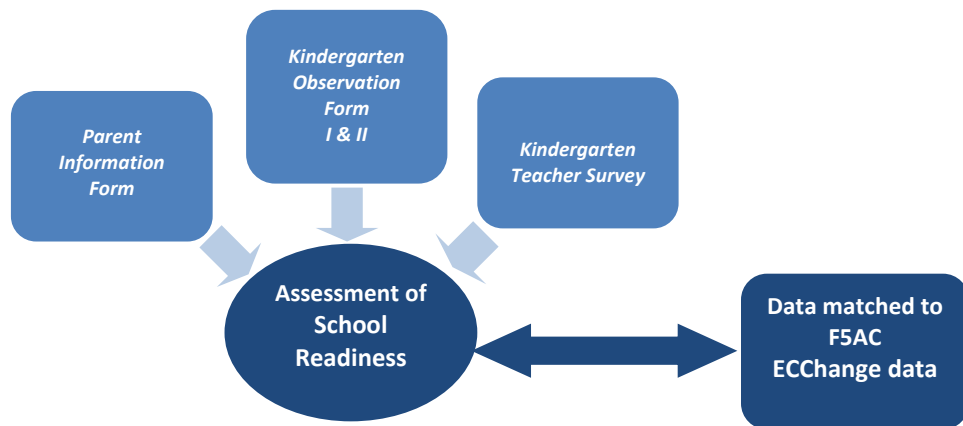 Parent
Information
Form
Kindergarten
Observation
Form
I & II
Kindergarten
Teacher Survey
Assessment of
School
Readiness
Data matched to
F5AC
ECChange data